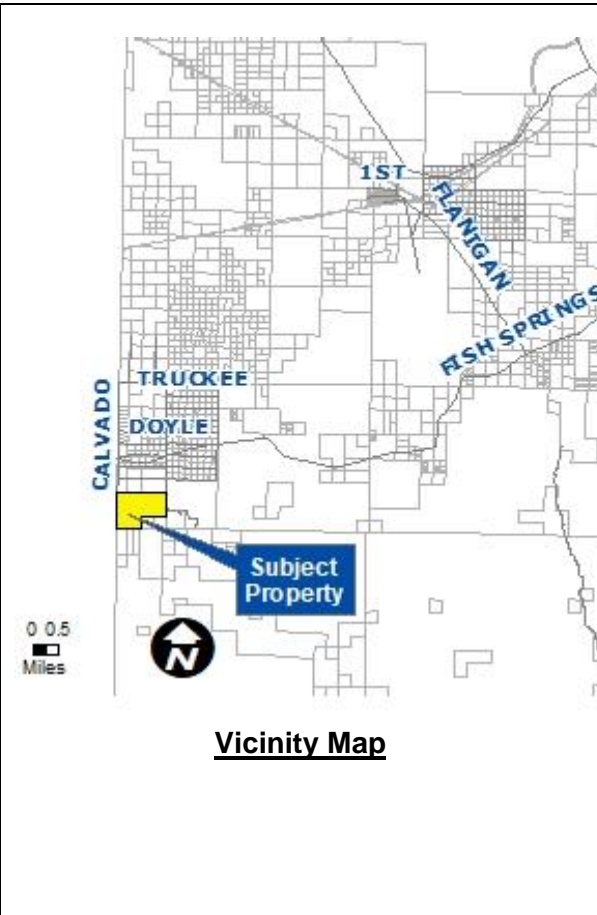 1ST
FLANIGAN
FISH SPRINGS
TRUCKEE
DOYLE
CALVADO
Subject
Property
0 0.5
Miles
N
Vicinity Map